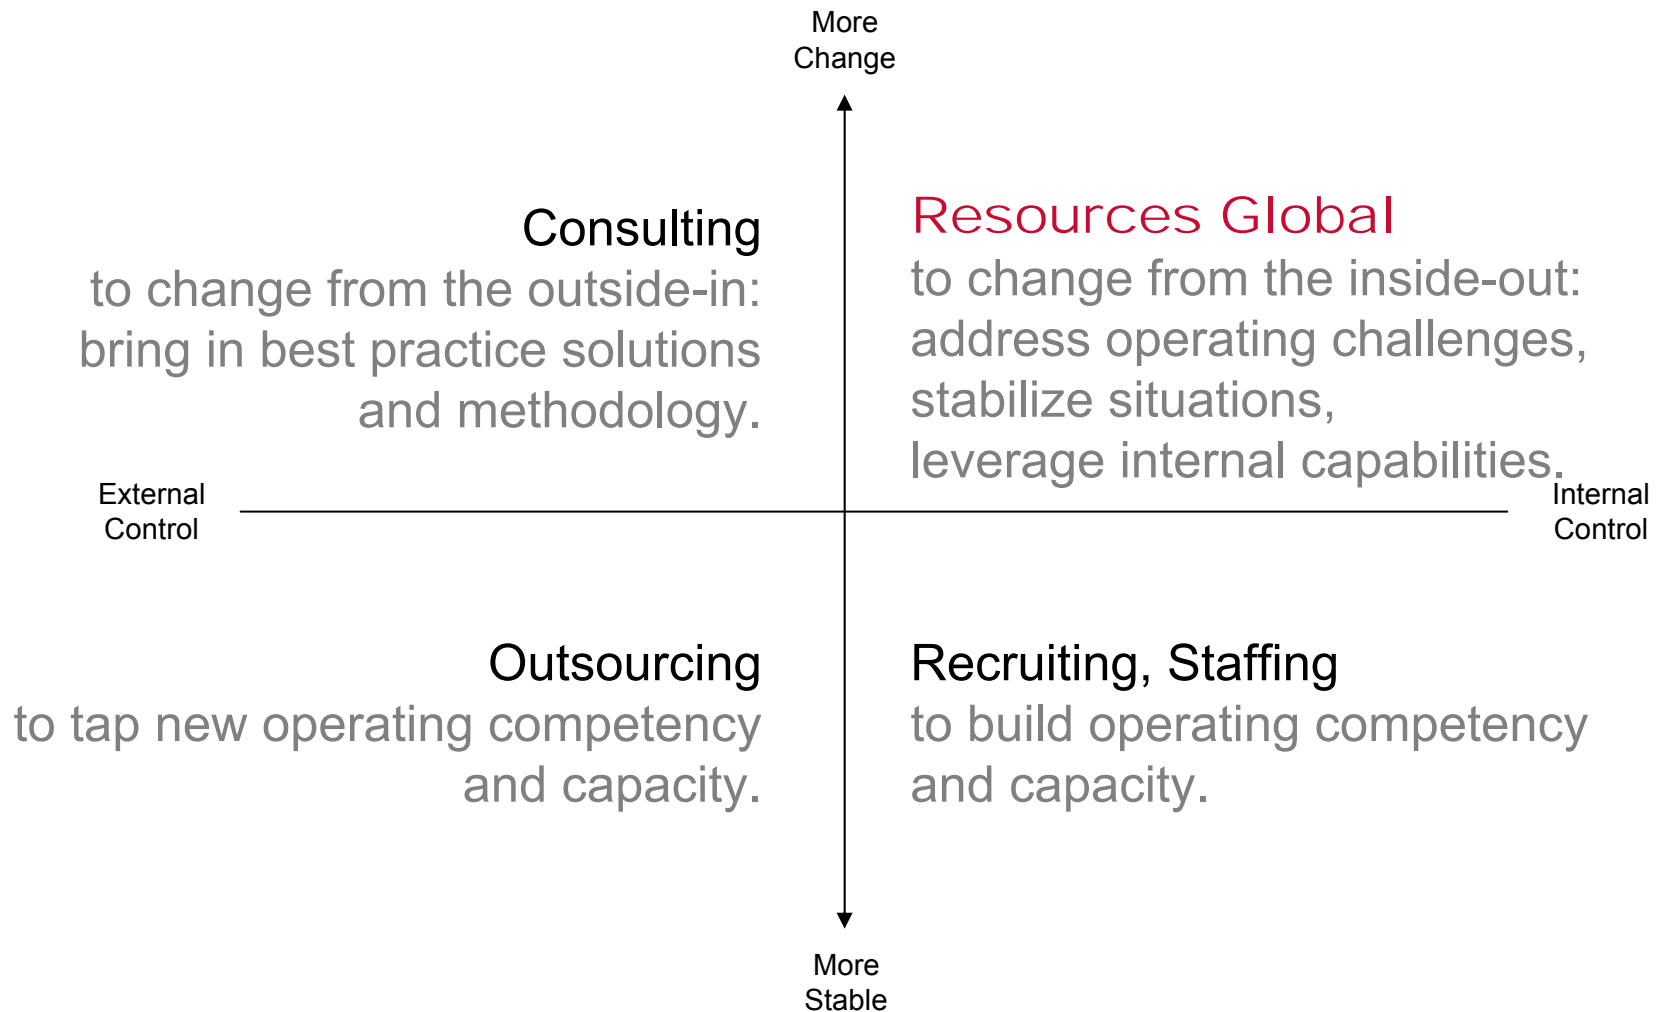 More
Change
Consulting
to change from the outside-in:
bring in best practice solutions
and methodology.
Resources Global
to change from the inside-out:
address operating challenges,
stabilize situations,
leverage internal capabilities.
External
Control
Internal
Control
Outsourcing
to tap new operating competency
and capacity.
Recruiting, Staffing
to build operating competency
and capacity.
More
Stable